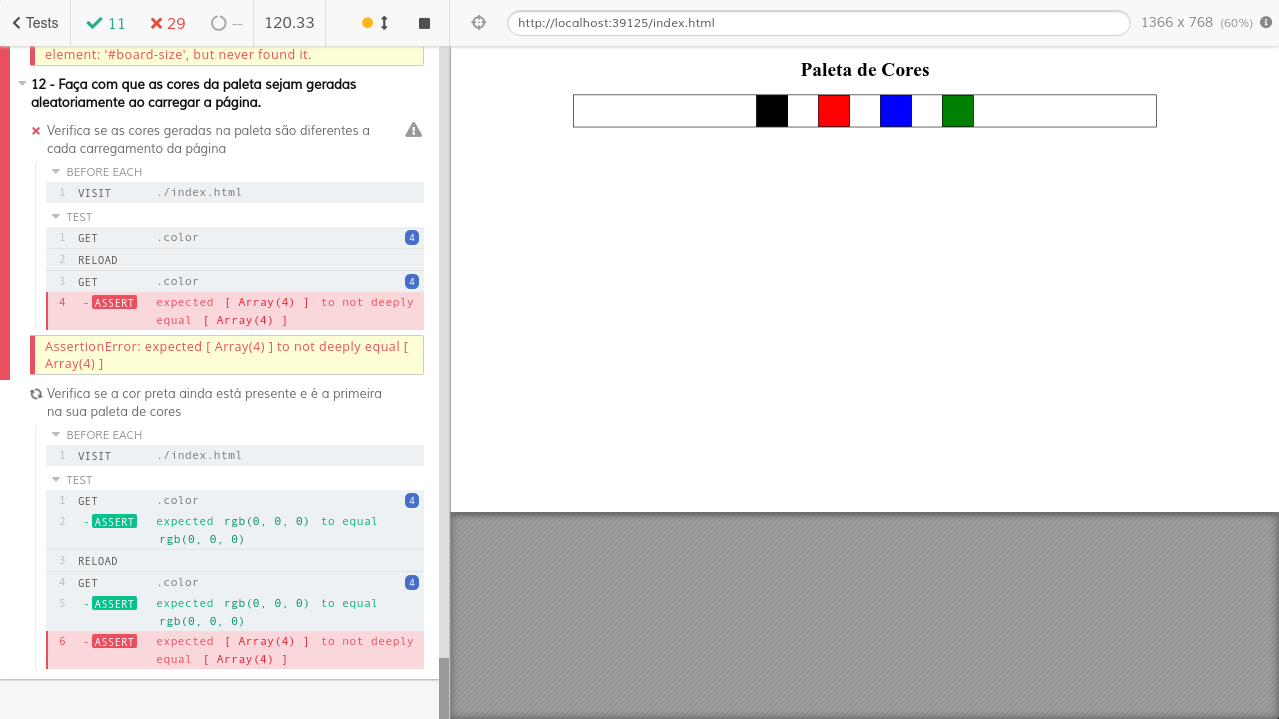 Tests
11
29
--
120.33
http://localhost:39125/index.html
1366 x 768 (60%)
element: '#board-size', but never found it.
12 - Faça com que as cores da paleta sejam geradas
aleatoriamente ao carregar a página.
Verifica se as cores geradas na paleta são diferentes a
cada carregamento da página
BEFORE EACH
1 VISIT ./index.html
TEST
1 GET .color 4
2 RELOAD
3 GET .color 4
4 -ASSERT expected [ Array(4) ] to not deeply
equal [ Array(4) ]
AssertionError: expected [ Array(4) ] to not deeply equal [
Array(4) ]
Verifica se a cor preta ainda está presente e é a primeira
na sua paleta de cores
BEFORE EACH
1 VISIT ./index.html
TEST
1 GET .color 4
2 -ASSERT expected rgb(0, 0, 0) to equal
rgb(0, 0, 0)
3 RELOAD
4 GET .color 4
5 -ASSERT expected rgb(0, 0, 0) to equal
rgb(0, 0, 0)
6 -ASSERT expected [ Array(4) ] to not deeply
equal [ Array(4) ]
Paleta de Cores